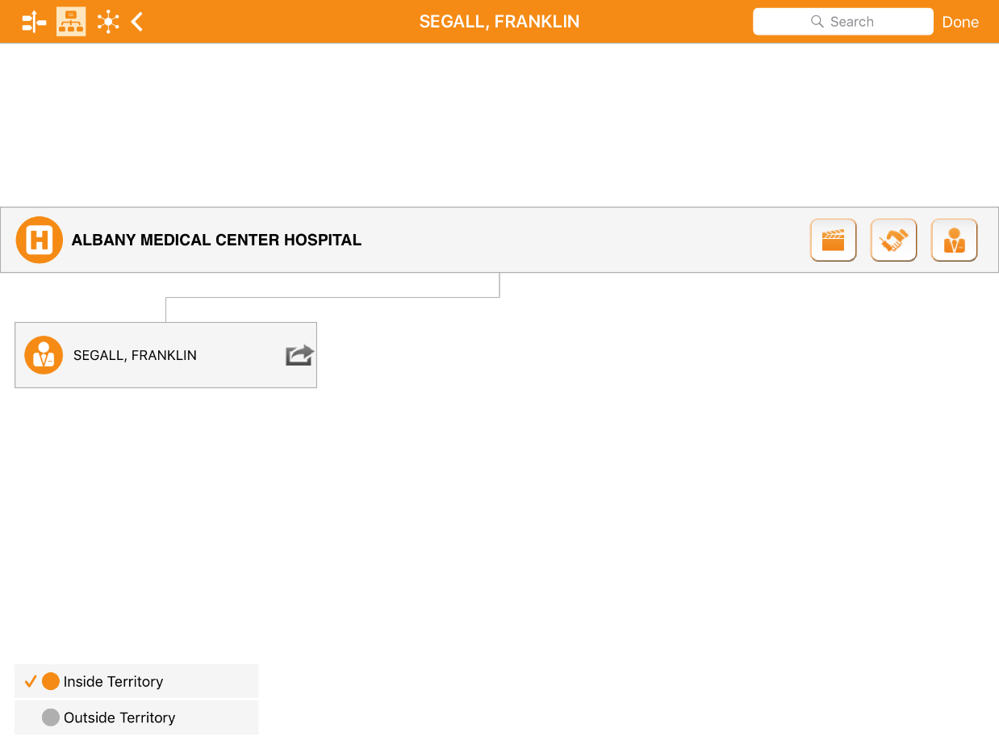 SEGALL, FRANKLIN
Search
Done
ALBANY MEDICAL CENTER HOSPITAL
SEGALL, FRANKLIN
Inside Territory
Outside Territory